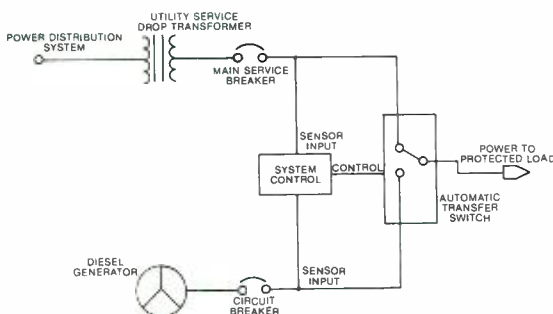 UTILITY SERVICE
DROP TRANSFORMER
POWER DISTRIBUTION
SYSTEM
MAIN SERVICE
BREAKER
SENSOR
INPUT
SYSTEM
CONTROL
CONTROL
POWER TO
PROTECTED LOAD
AUTOMATIC
TRANSFER
SWITCH
DIESEL
GENERATOR
SENSOR
INPUT
CIRCUIT
BREAKER